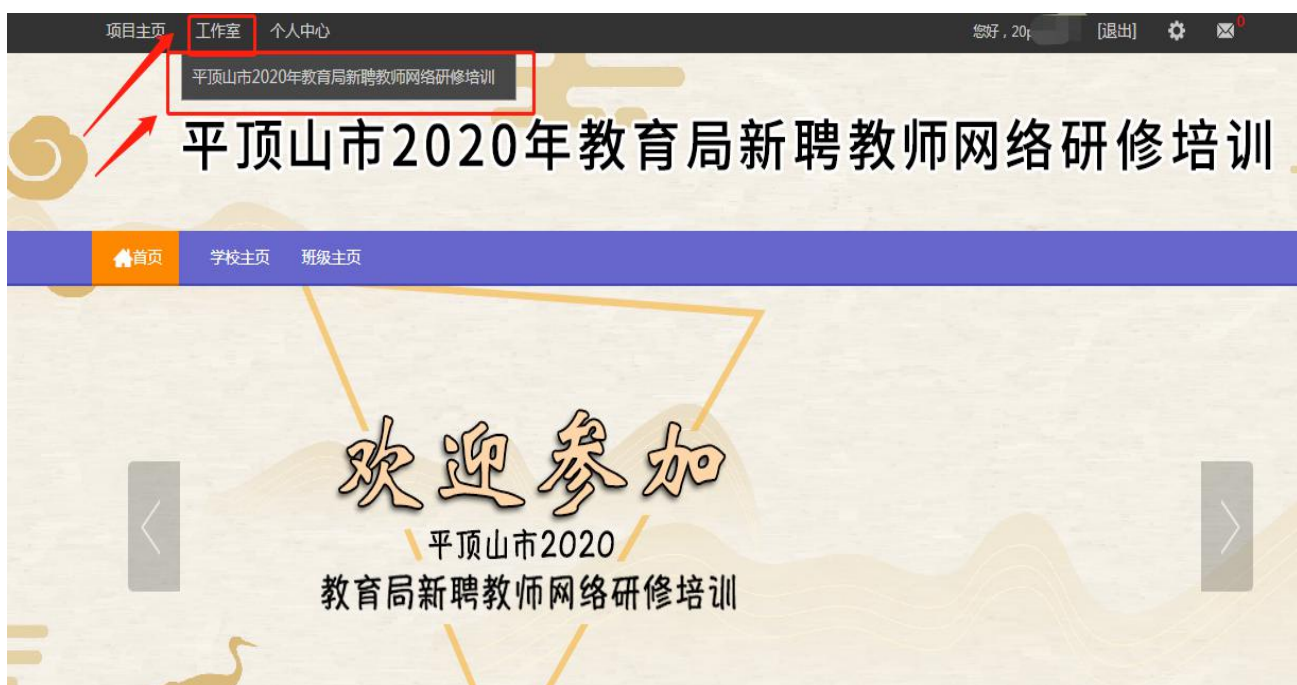 项目主页 工作室 个人中心 您好，20p [退出] 0
平顶山市2020年教育局新聘教师网络研修培训
平顶山市2020年教育局新聘教师网络研修培训
首页 学校主页 班级主页
欢迎参加
平顶山市2020
教育局新聘教师网络研修培训